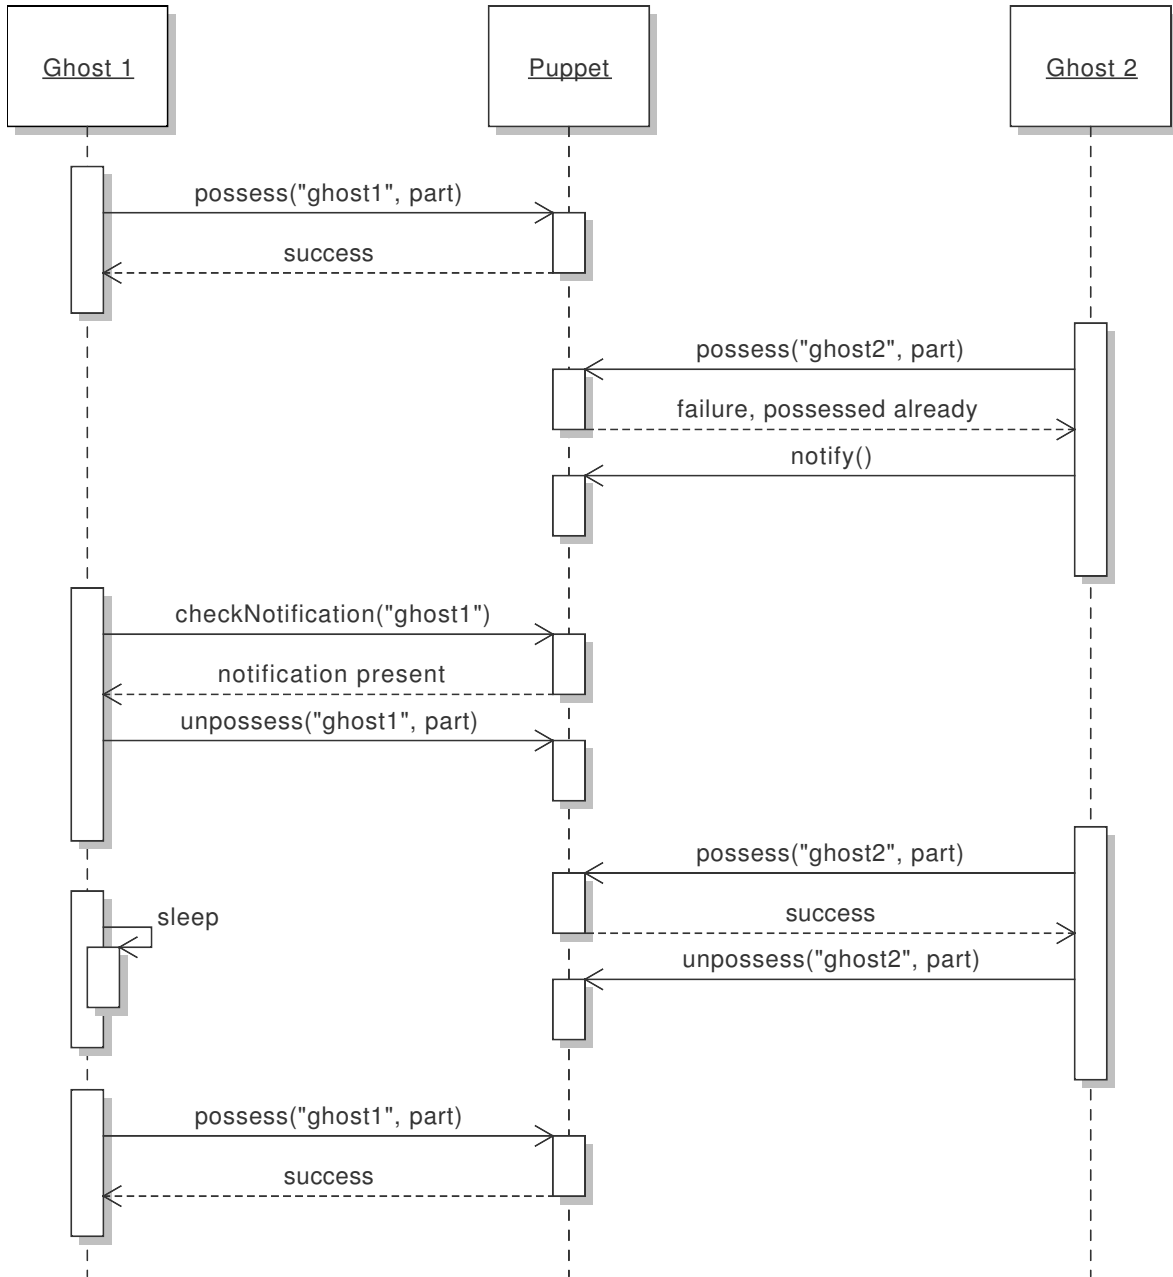 Ghost 1
Puppet
Ghost 2
possess("ghost1", part)
success
possess("ghost2", part)
failure, possessed already
notify()
checkNotification("ghost1")
notification present
unpossess("ghost1", part)
possess("ghost2", part)
sleep
success
unpossess("ghost2", part)
possess("ghost1", part)
success